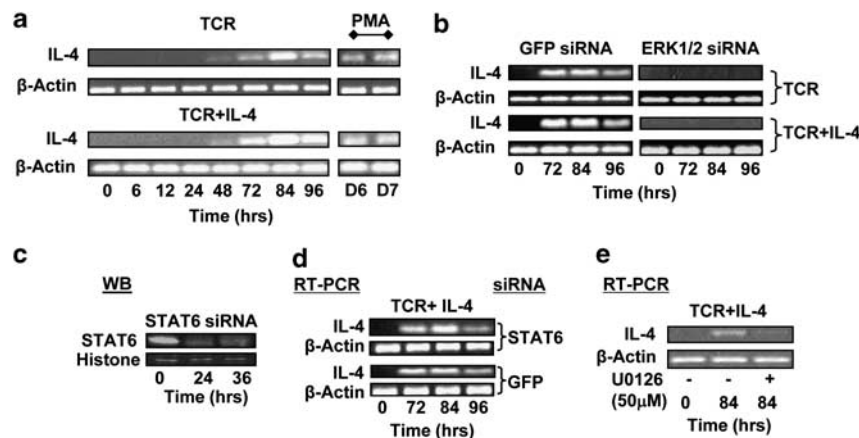 a
TCR
PMA
IL-4
β-Actin
TCR+IL-4
IL-4
β-Actin
0 6 12 24 48 72 84 96 D6 D7
Time (hrs)
b
GFP siRNA ERK1/2 siRNA
IL-4
β-Actin
TCR
IL-4
β-Actin
TCR+IL-4
0 72 84 96 0 72 84 96
Time (hrs)
c
WB
STAT6 siRNA
STAT6
Histone
0 24 36
Time (hrs)
d
RT-PCR siRNA
TCR+ IL-4
IL-4
β-Actin
STAT6
IL-4
β-Actin
GFP
0 72 84 96
Time (hrs)
e
RT-PCR
TCR+IL-4
IL-4
β-Actin
U0126 - - +
(50μM) 0 84 84
Time (hrs)